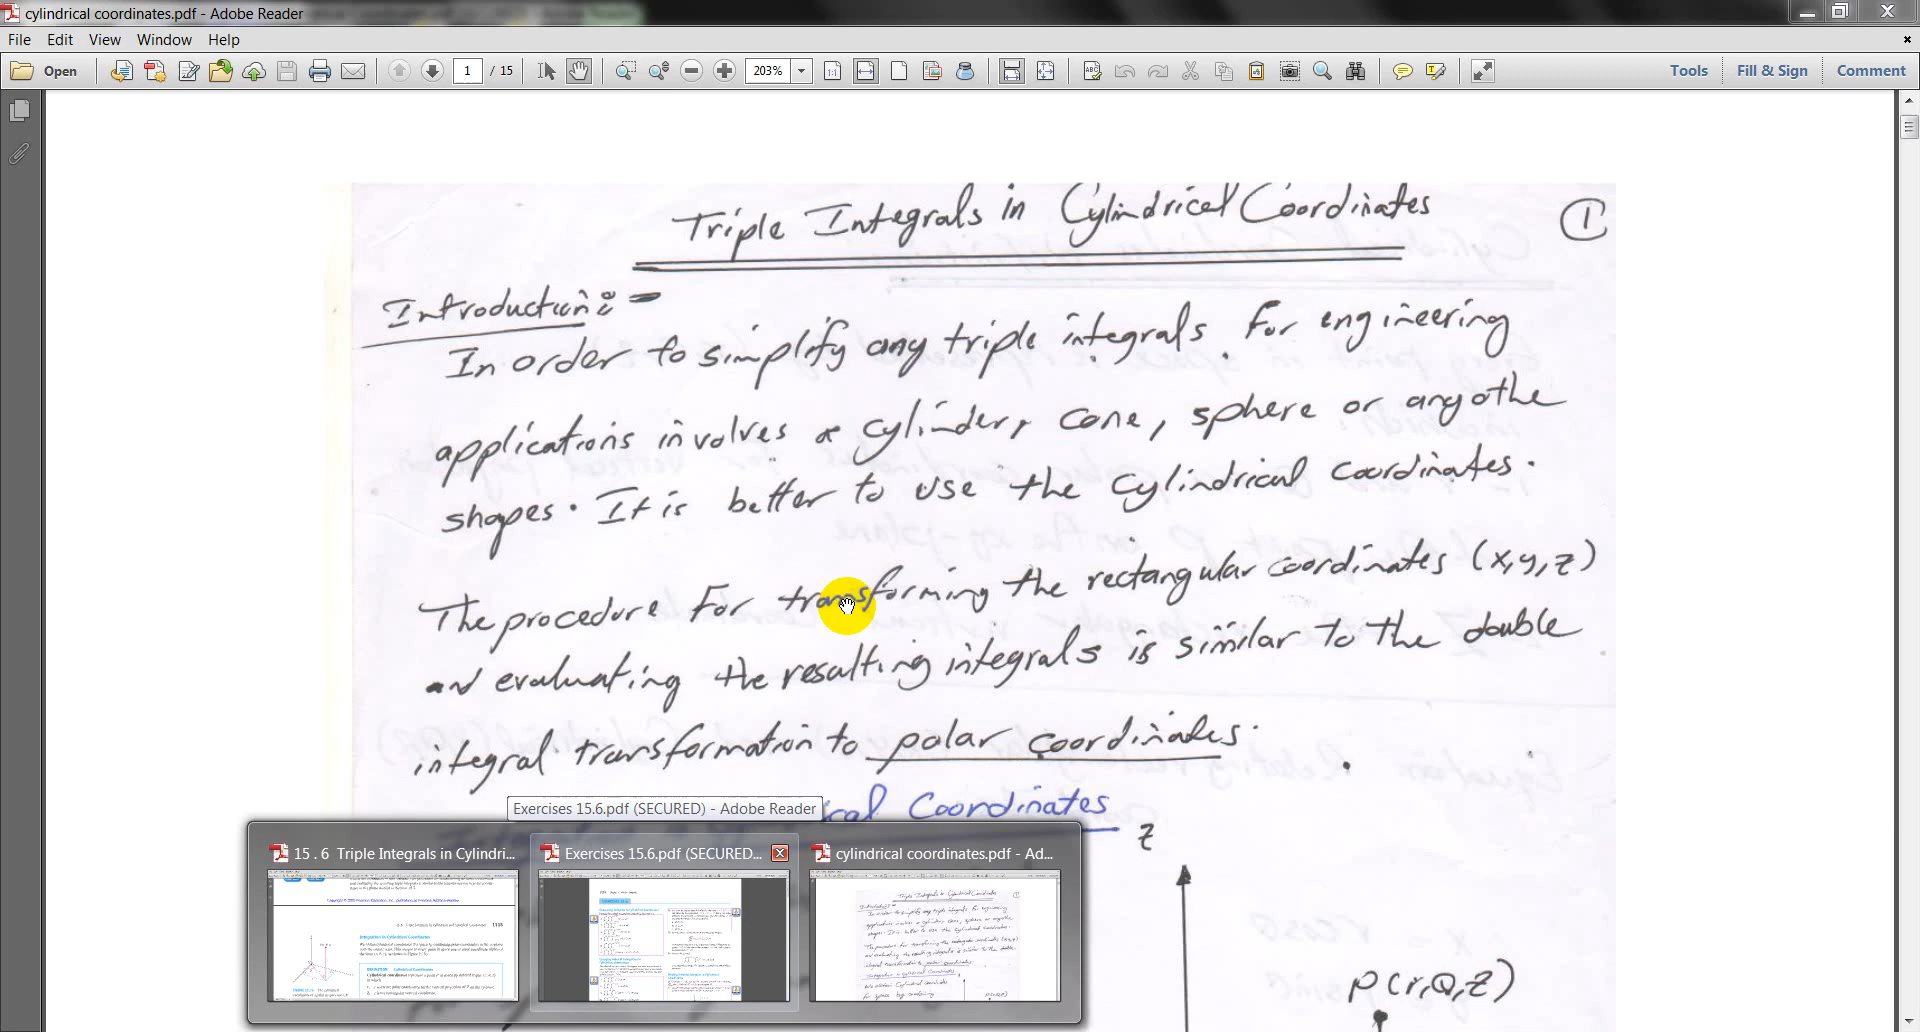 cylindrical coordinates.pdf - Adobe Reader
File Edit View Window Help
Open 1 / 15 203% Tools Fill & Sign Comment
Triple Integrals in Cylindrical Coordinates ①
Introduction:-
In order to simplify any triple integrals for engineering
applications involves a cylinder, cone, sphere or any othe
shapes. It is better to use the cylindrical coordinates.
The procedure for transforming the rectangular coordinates (x,y,z)
and evaluating the resulting integrals is similar to the double
integral transformation to polar coordinates.
ical Coordinates
Exercises 15.6.pdf (SECURED) - Adobe Reader
z
15 . 6 Triple Integrals in Cylindri...
Exercises 15.6.pdf (SECURED...
cylindrical coordinates.pdf - Ad...
P(r,θ,z)